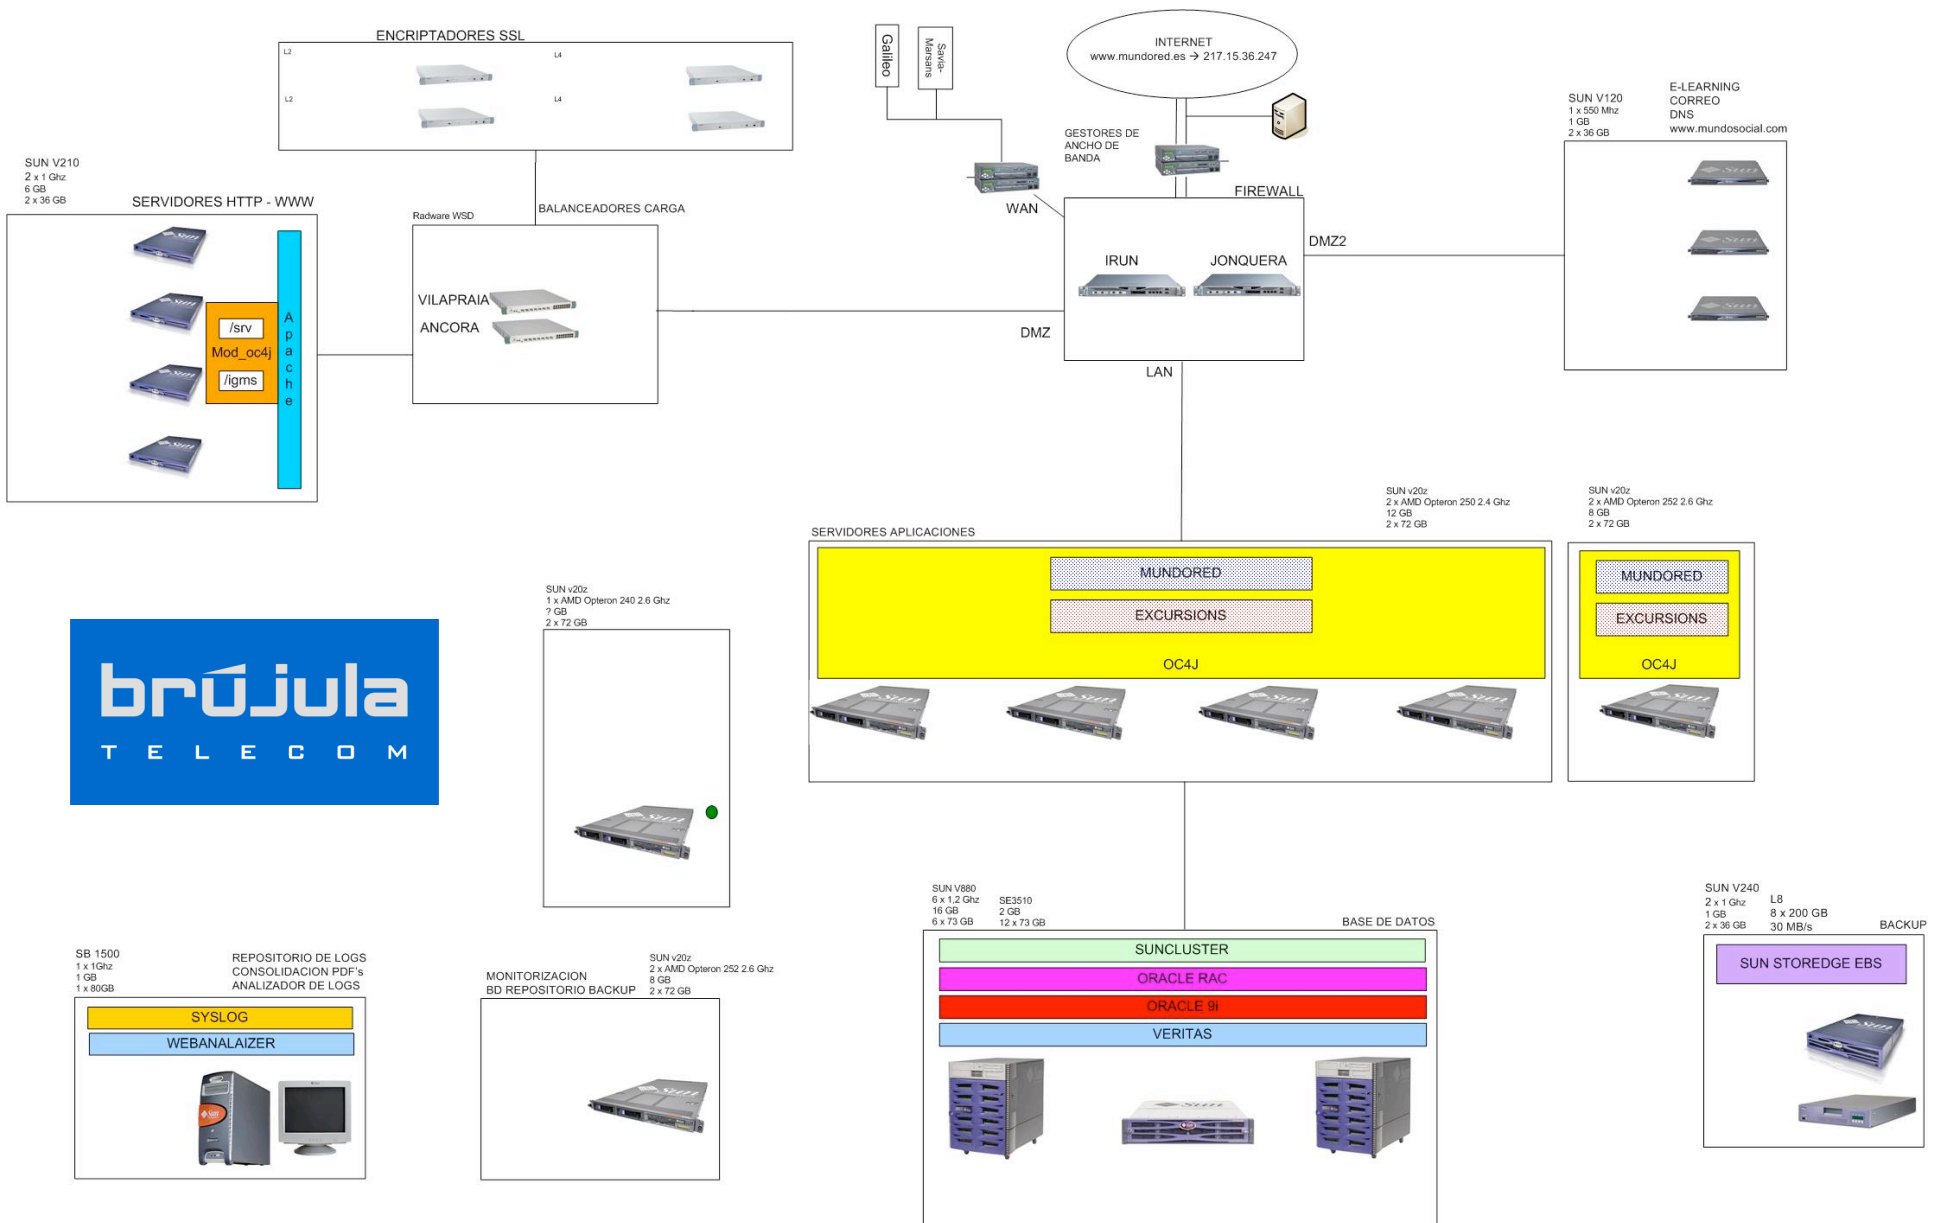 ENCRIPTADORES SSL
L2
L4
L2
L4
Galileo
Savia-
Marsans
INTERNET
www.mundored.es → 217.15.36.247
GESTORES DE
ANCHO DE
BANDA
WAN
FIREWALL
IRUN
JONQUERA
DMZ
DMZ2
LAN
SUN V120
1 x 550 Mhz
1 GB
2 x 36 GB
E-LEARNING
CORREO
DNS
www.mundosocial.com
SUN V210
2 x 1 Ghz
6 GB
2 x 36 GB
SERVIDORES HTTP - WWW
/srv
Mod_oc4j
/igms
Apache
Radware WSD
BALANCEADORES CARGA
VILAPRAIA
ANCORA
SERVIDORES APLICACIONES
SUN v20z
2 x AMD Opteron 250 2.4 Ghz
12 GB
2 x 72 GB
MUNDORED
EXCURSIONS
OC4J
SUN v20z
2 x AMD Opteron 252 2.6 Ghz
8 GB
2 x 72 GB
MUNDORED
EXCURSIONS
OC4J
brújula
TELECOM
SUN v20z
1 x AMD Opteron 240 2.6 Ghz
? GB
2 x 72 GB
SB 1500
1 x 1Ghz
1 GB
1 x 80GB
REPOSITORIO DE LOGS
CONSOLIDACION PDF's
ANALIZADOR DE LOGS
SYSLOG
WEBANALAIZER
MONITORIZACION
BD REPOSITORIO BACKUP
SUN v20z
2 x AMD Opteron 252 2.6 Ghz
8 GB
2 x 72 GB
SUN V880
6 x 1,2 Ghz
16 GB
6 x 73 GB
SE3510
2 GB
12 x 73 GB
BASE DE DATOS
SUNCLUSTER
ORACLE RAC
ORACLE 9i
VERITAS
SUN V240
2 x 1 Ghz
1 GB
2 x 36 GB
L8
8 x 200 GB
30 MB/s
BACKUP
SUN STOREDGE EBS